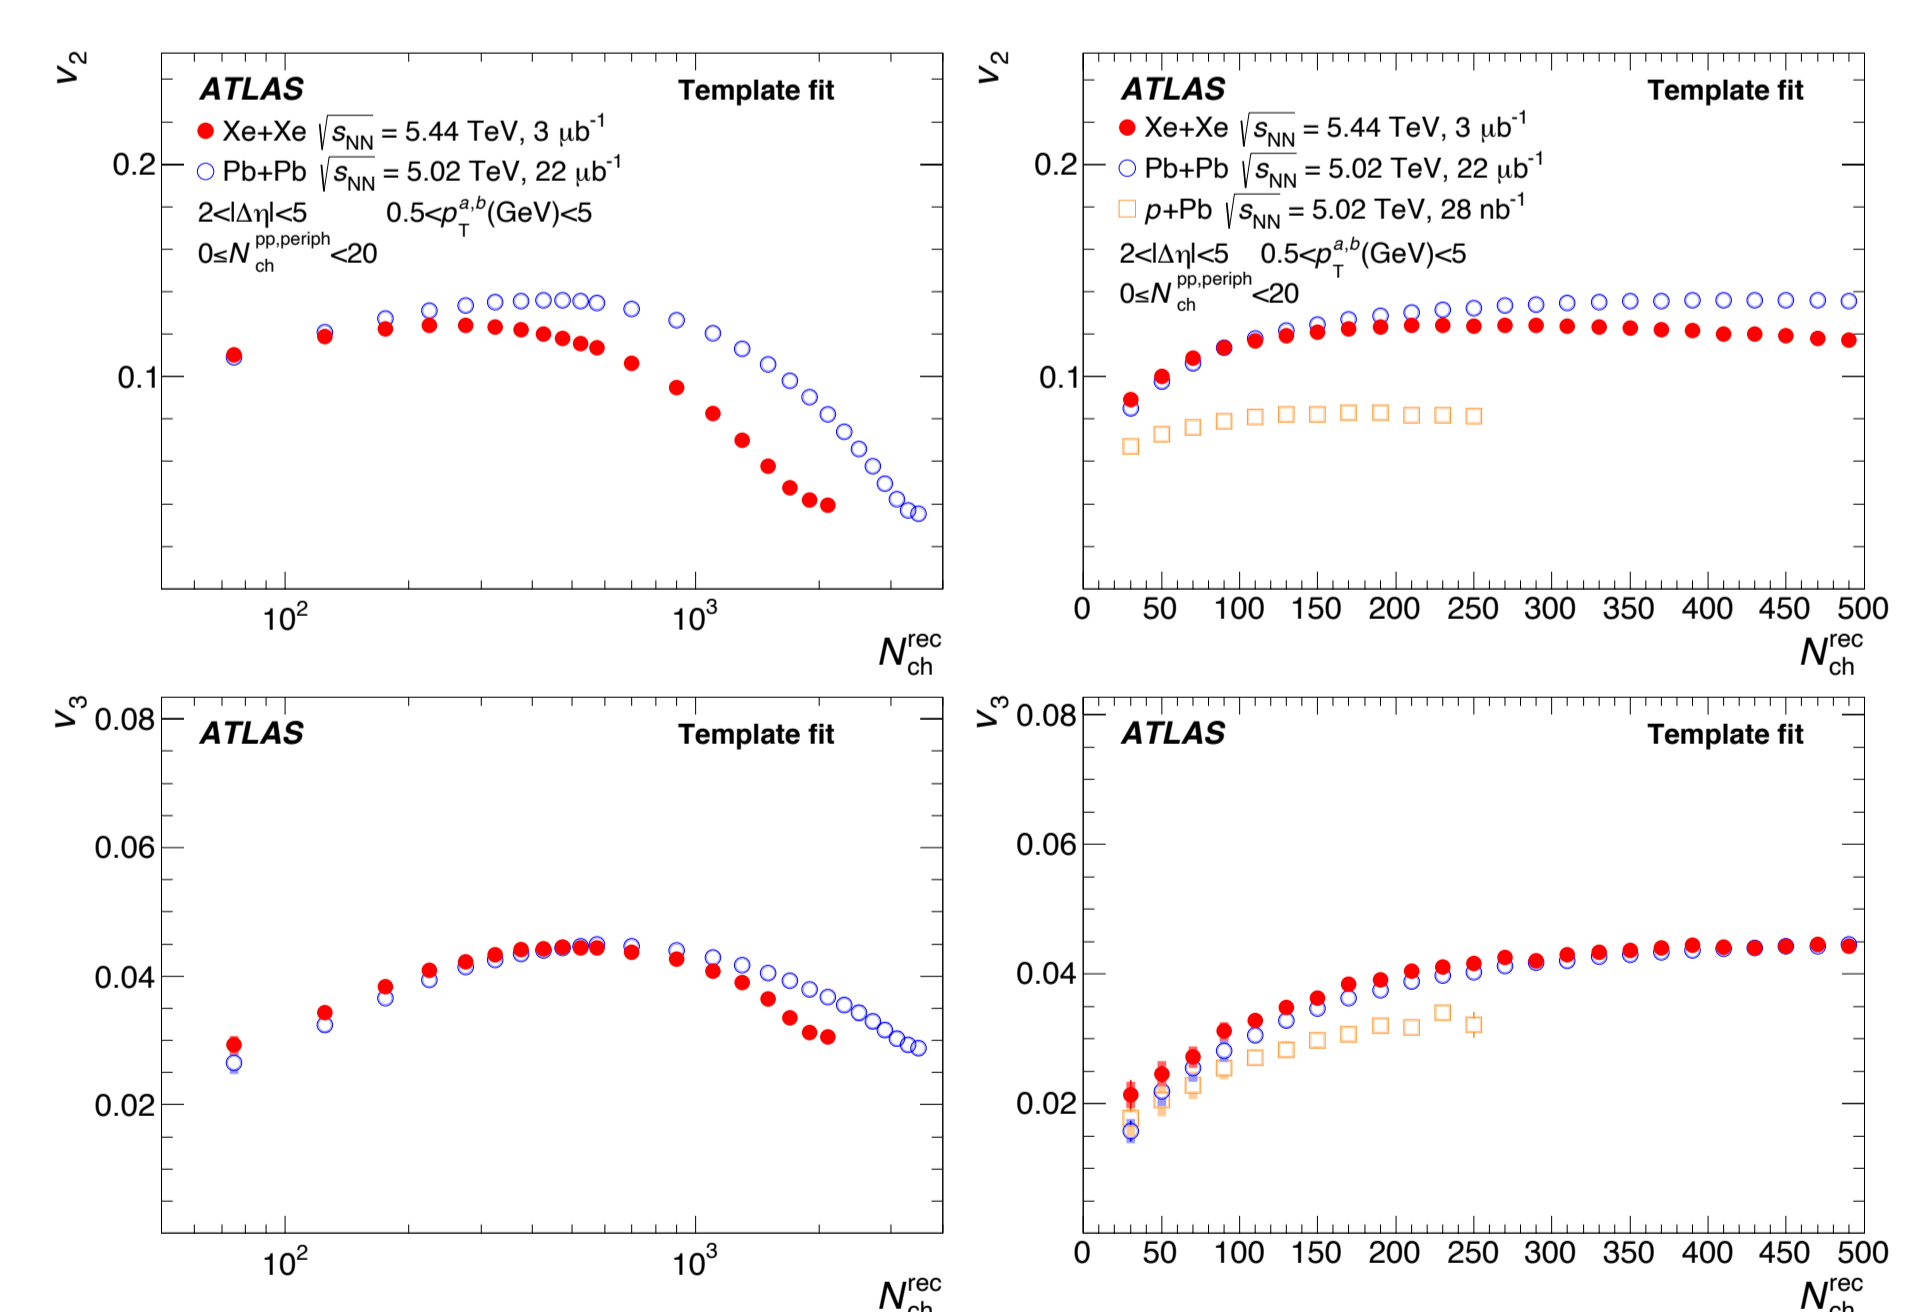 v2
ATLAS Template fit
Xe+Xe √sNN = 5.44 TeV, 3 μb-1
Pb+Pb √sNN = 5.02 TeV, 22 μb-1
2<|Δη|<5 0.5<pTa,b(GeV)<5
0≤Nchpp,periph<20
0.2
0.1
10² 10³
Nchrec
v2
ATLAS Template fit
Xe+Xe √sNN = 5.44 TeV, 3 μb-1
Pb+Pb √sNN = 5.02 TeV, 22 μb-1
p+Pb √sNN = 5.02 TeV, 28 nb-1
2<|Δη|<5 0.5<pTa,b(GeV)<5
0≤Nchpp,periph<20
0.2
0.1
0 50 100 150 200 250 300 350 400 450 500
Nchrec
v3
ATLAS Template fit
0.08
0.06
0.04
0.02
10² 10³
Nchrec
v3
ATLAS Template fit
0.08
0.06
0.04
0.02
0 50 100 150 200 250 300 350 400 450 500
Nchrec